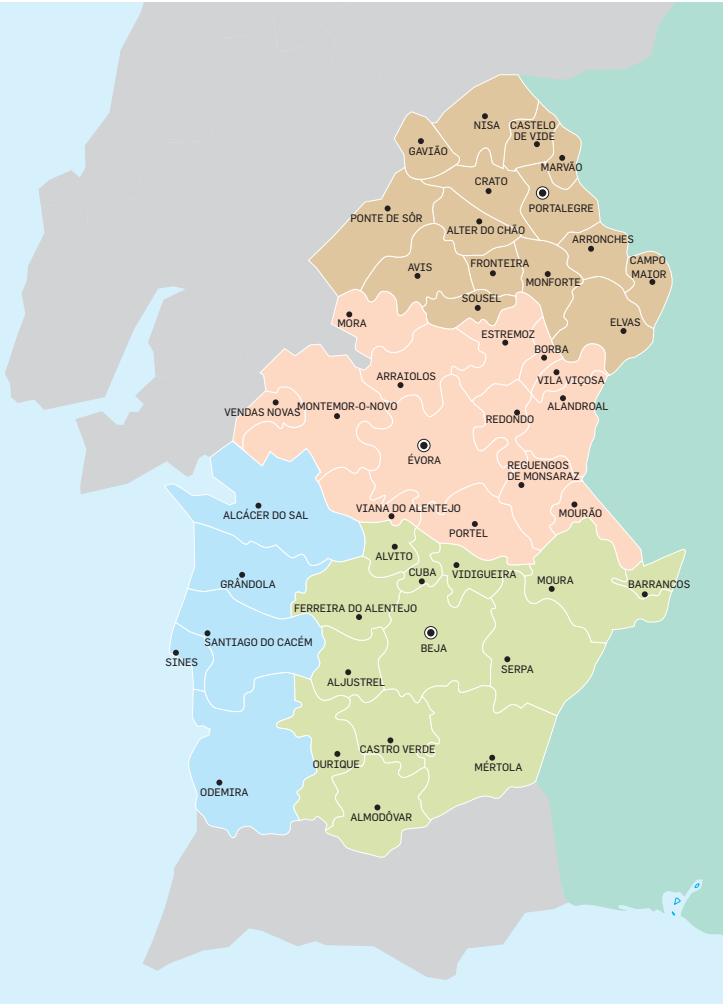 NISA
CASTELO
DE VIDE
GAVIÃO
MARVÃO
CRATO
PORTALEGRE
PONTE DE SÔR
ALTER DO CHÃO
ARRONCHES
CAMPO
MAIOR
AVIS
FRONTEIRA
MONFORTE
SOUSEL
ELVAS
MORA
ESTREMOZ
BORBA
ARRAIOLOS
VILA VIÇOSA
VENDAS NOVAS
MONTEMOR-O-NOVO
ALANDROAL
REDONDO
ÉVORA
REGUENGOS
DE MONSARAZ
VIANA DO ALENTEJO
MOURÃO
ALCÁCER DO SAL
PORTEL
ALVITO
CUBA
VIDIGUEIRA
MOURA
BARRANCOS
GRÂNDOLA
FERREIRA DO ALENTEJO
SANTIAGO DO CACÉM
BEJA
SINES
SERPA
ALJUSTREL
CASTRO VERDE
OURIQUE
MÉRTOLA
ODEMIRA
ALMODÔVAR